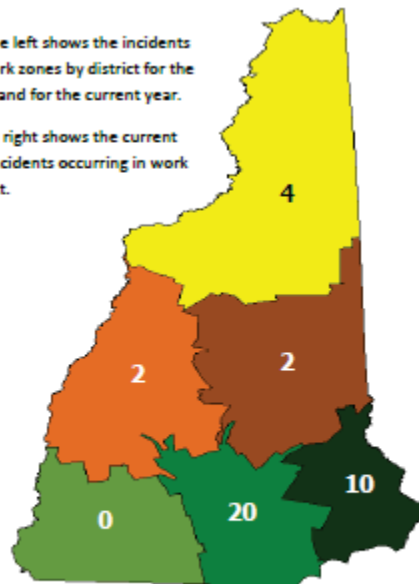 e left shows the incidents
rk zones by district for the
and for the current year.
right shows the current
cidents occurring in work
t.
4
2
2
10
20
0